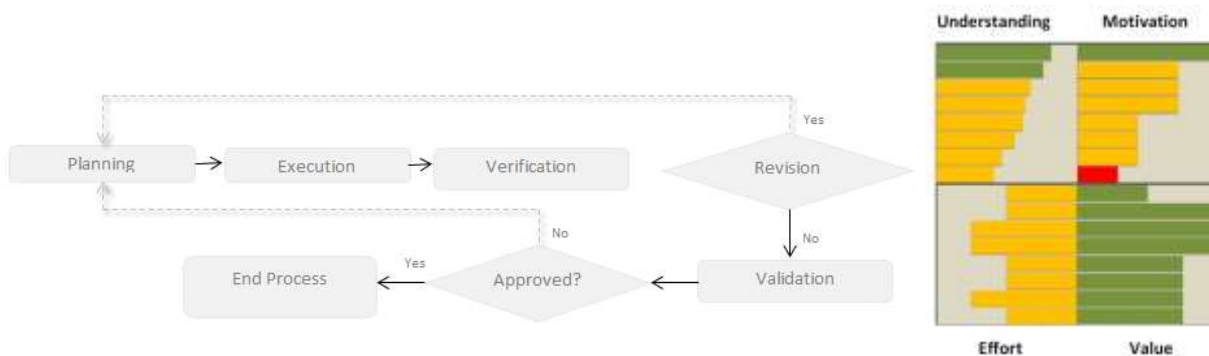 Understanding
Motivation
Yes
Planning
Execution
Verification
Revision
No
No
Yes
End Process
Approved?
Validation
Effort
Value